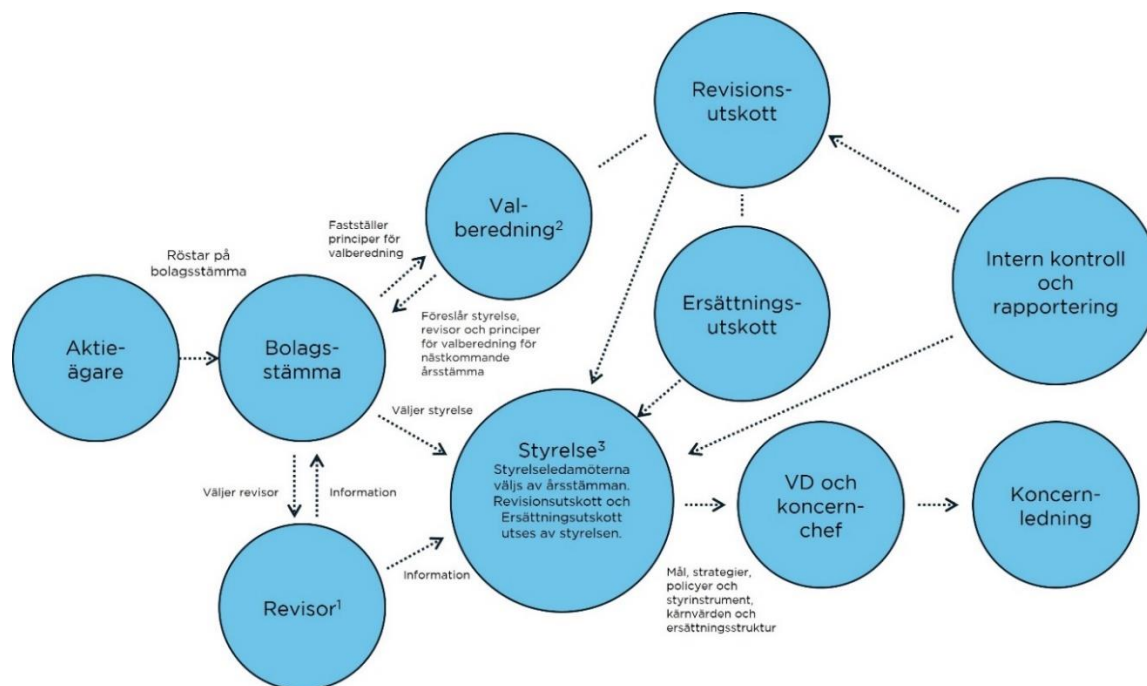 Revisions-
utskott
Val-
beredning²
Fastställer
principer för
valberedning
Intern kontroll
och
rapportering
Röstar på
bolagsstämma
Ersättnings-
utskott
Föreslår styrelse,
revisor och principer
för valberedning för
nästkommande
årsstämma
Aktie-
ägare
Bolags-
stämma
Väljer styrelse
Styrelse³
Styrelseledamöterna
väljs av årsstämman.
Revisionsutskott och
Ersättningsutskott
utses av styrelsen.
VD och
koncern-
chef
Koncern-
ledning
Väljer revisor
Information
Information
Revisor¹
Mål, strategier,
policyer och
styrinstrument,
kärnvärden och
ersättningsstruktur